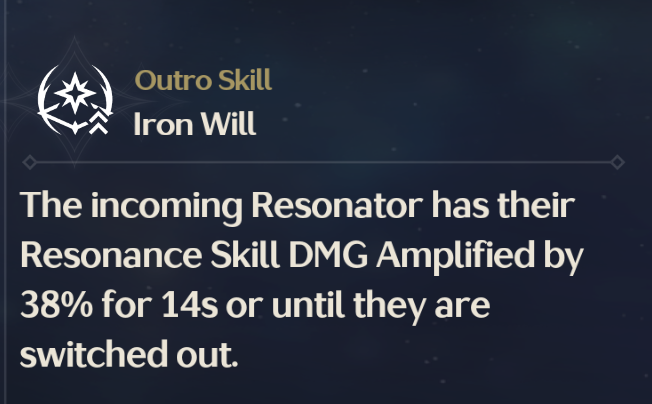 Outro Skill
Iron Will
The incoming Resonator has their
Resonance Skill DMG Amplified by
38% for 14s or until they are
switched out.